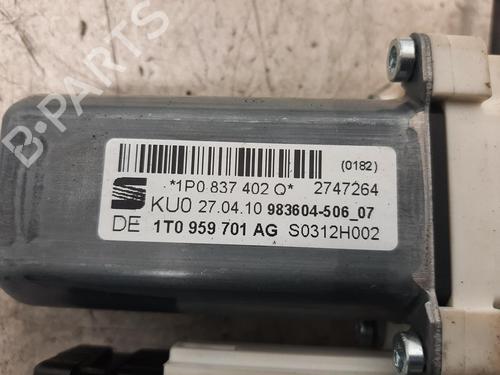 B-PARTS
(0182)
*1P0 837 402 Q* 2747264
KU0 27.04.10 983604-506_07
DE 1T0 959 701 AG S0312H002